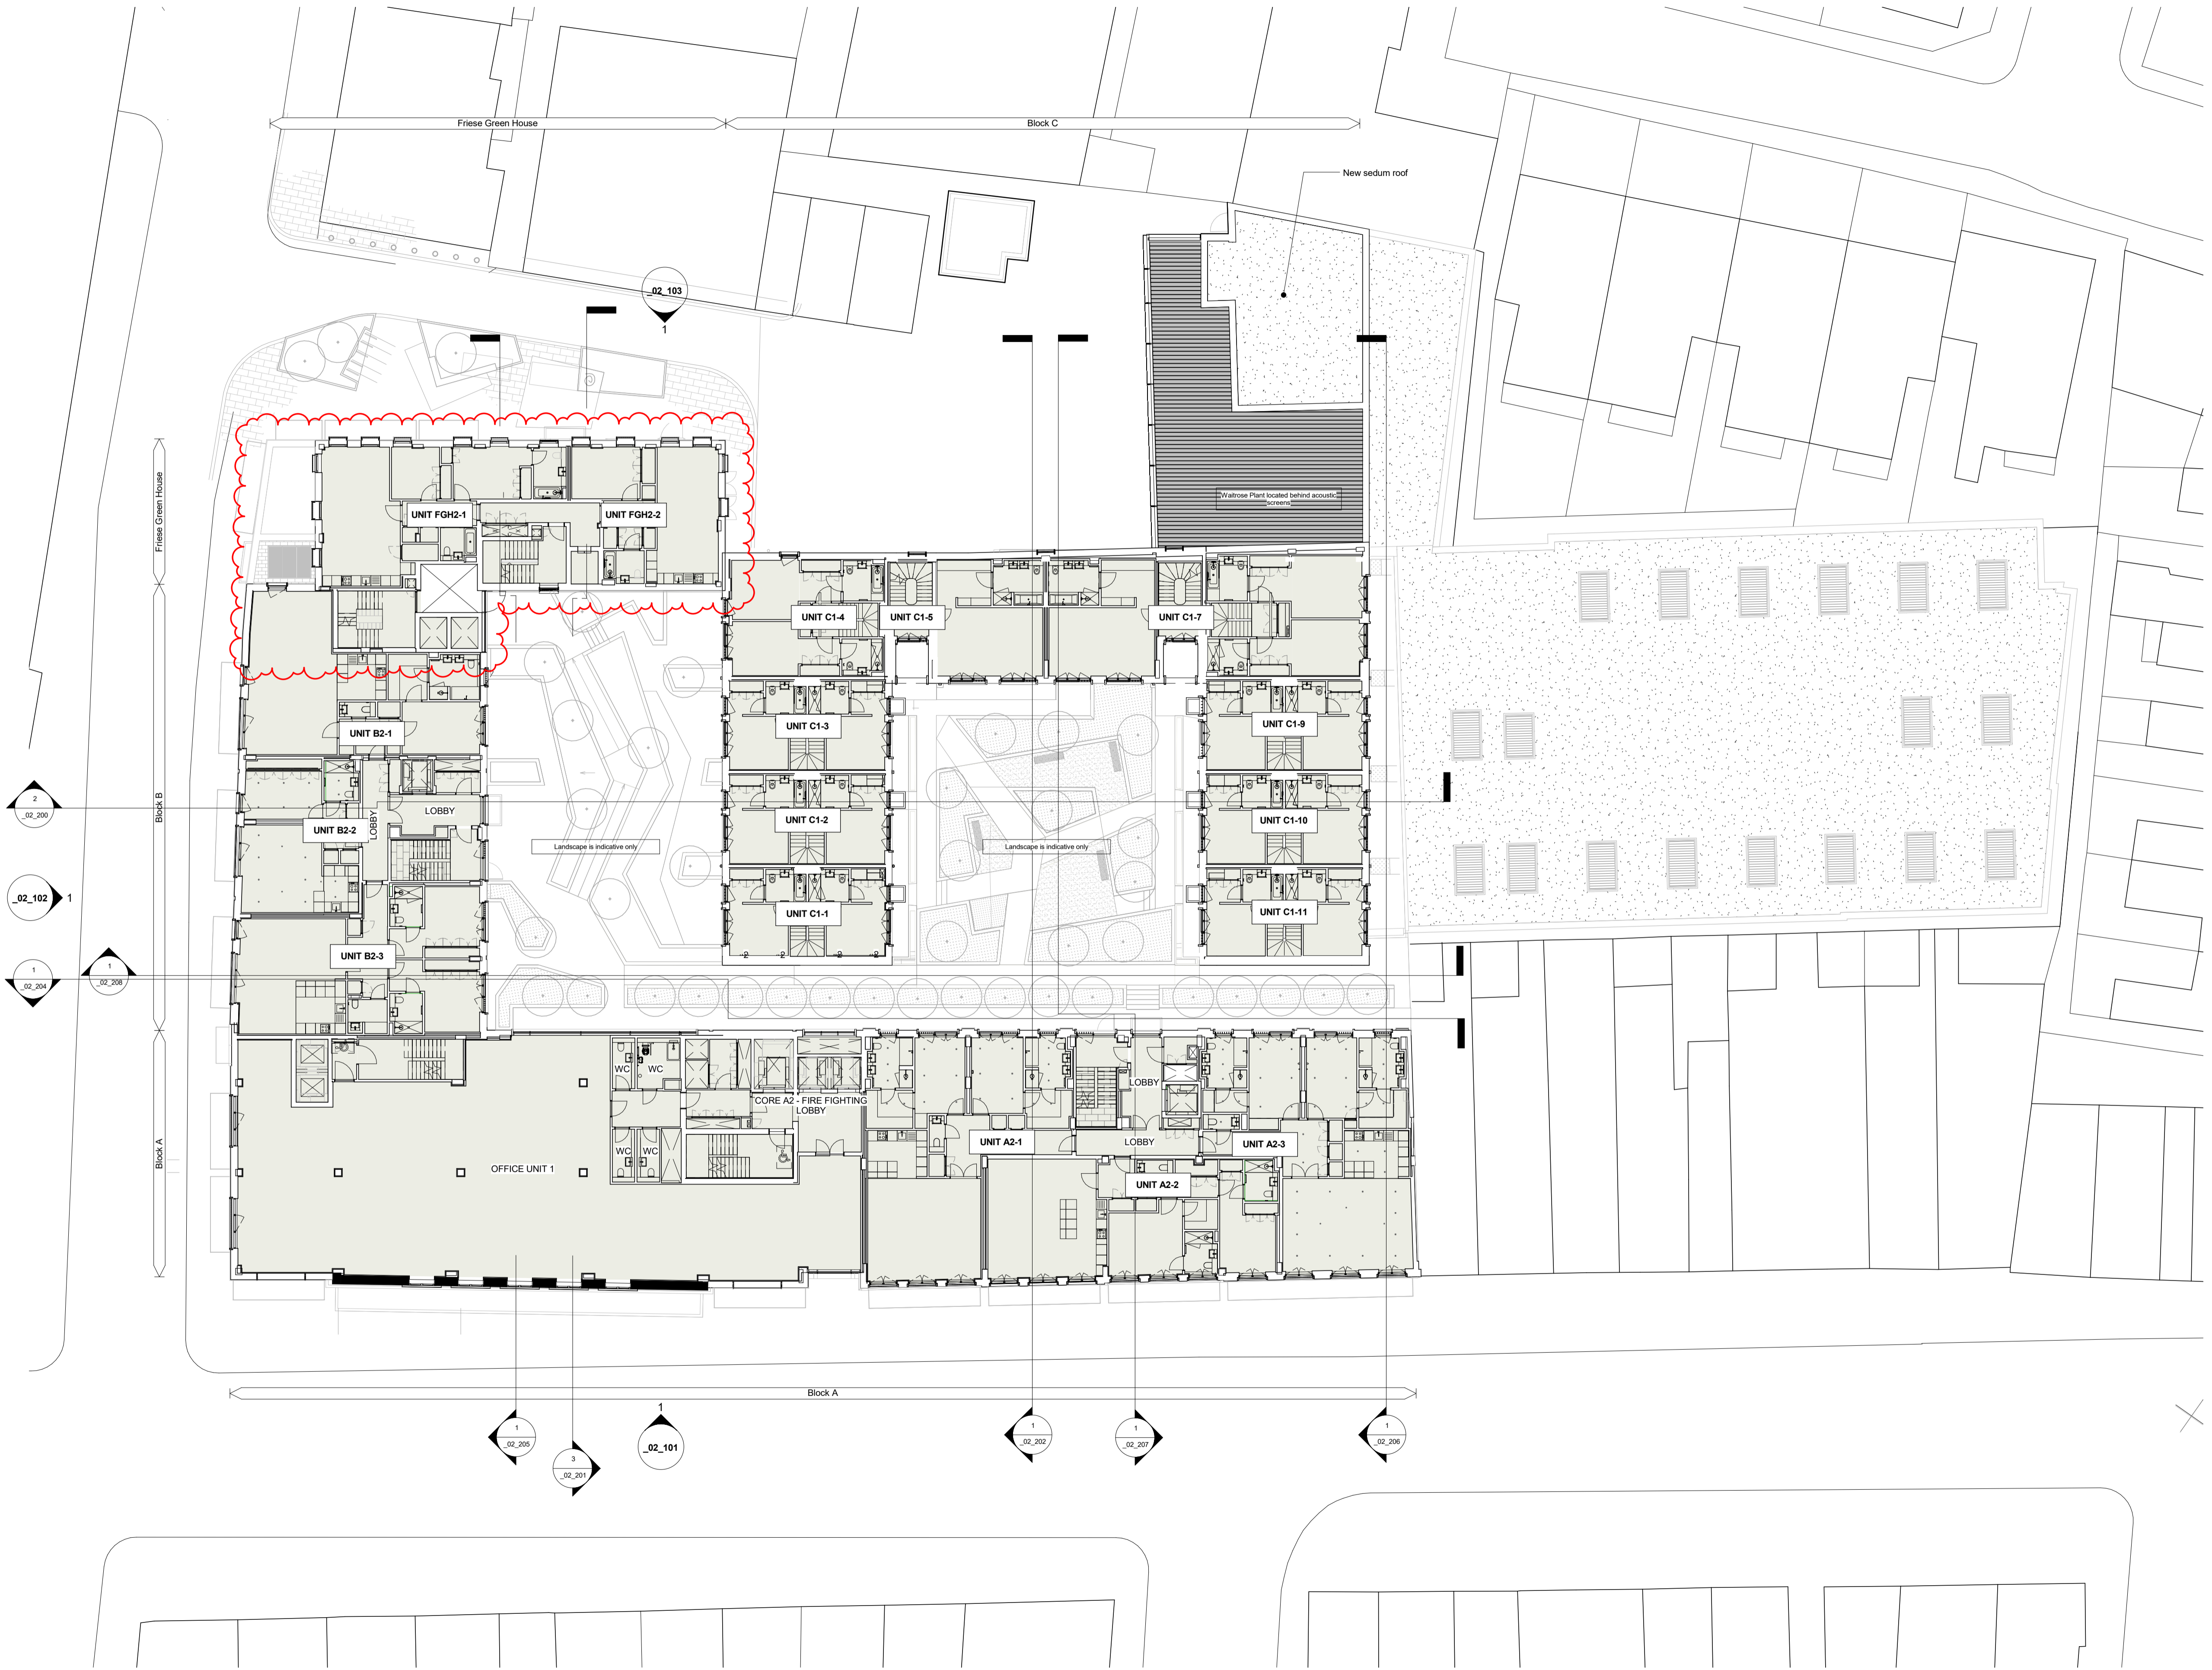 Friese Green House
Block C
New sedum roof
_02_103
1
Waitrose Plant located behind acoustic
screens
Friese Green House
UNIT FGH2-1
UNIT FGH2-2
UNIT C1-4
UNIT C1-5
UNIT C1-7
UNIT B2-1
UNIT C1-3
UNIT C1-9
2
_02_200
Block B
UNIT B2-2
LOBBY
LOBBY
UNIT C1-2
UNIT C1-10
Landscape is indicative only
Landscape is indicative only
_02_102
1
UNIT C1-1
UNIT C1-11
UNIT B2-3
1
_02_204
1
_02_208
Block A
WC
WC
CORE A2 - FIRE FIGHTING
LOBBY
LOBBY
UNIT A2-1
LOBBY
UNIT A2-3
WC
WC
OFFICE UNIT 1
UNIT A2-2
Block A
1
_02_205
3
_02_201
1
_02_101
1
_02_202
1
_02_207
1
_02_206